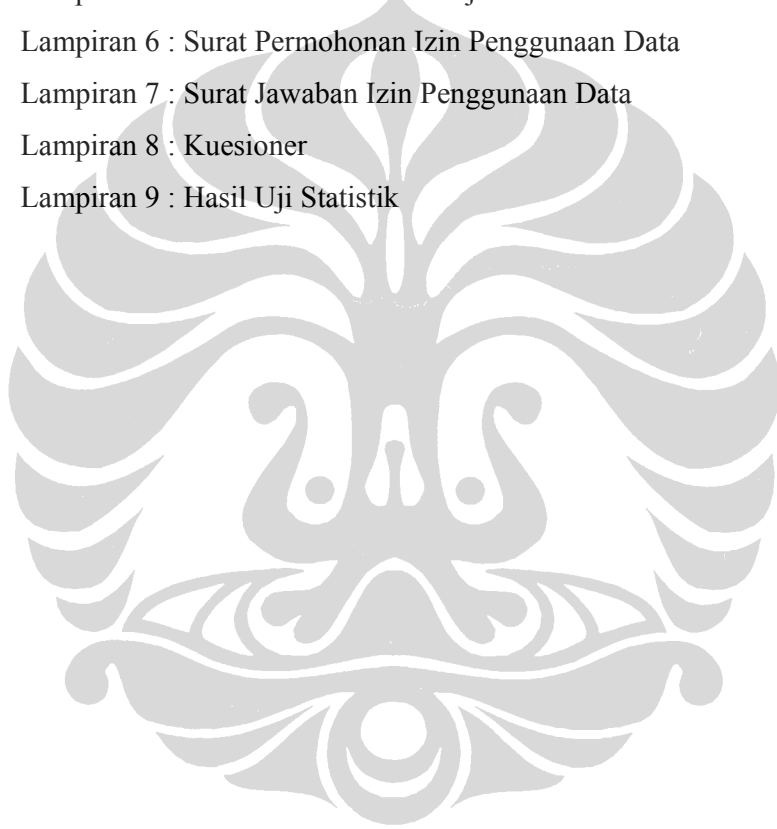 Lampiran 6 : Surat Permohonan Izin Penggunaan Data
Lampiran 7 : Surat Jawaban Izin Penggunaan Data
Lampiran 8 : Kuesioner
Lampiran 9 : Hasil Uji Statistik